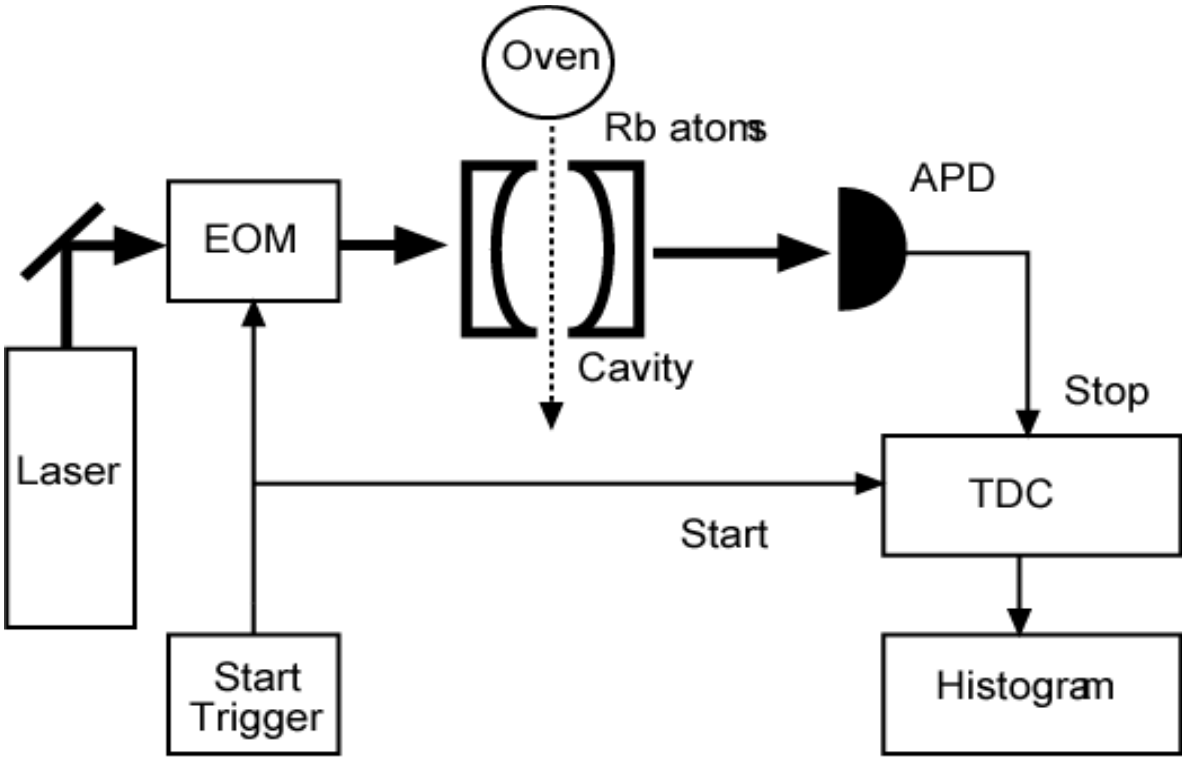 Oven
Rb atoms
APD
EOM
Cavity
Stop
Laser
TDC
Start
Start
Trigger
Histogram